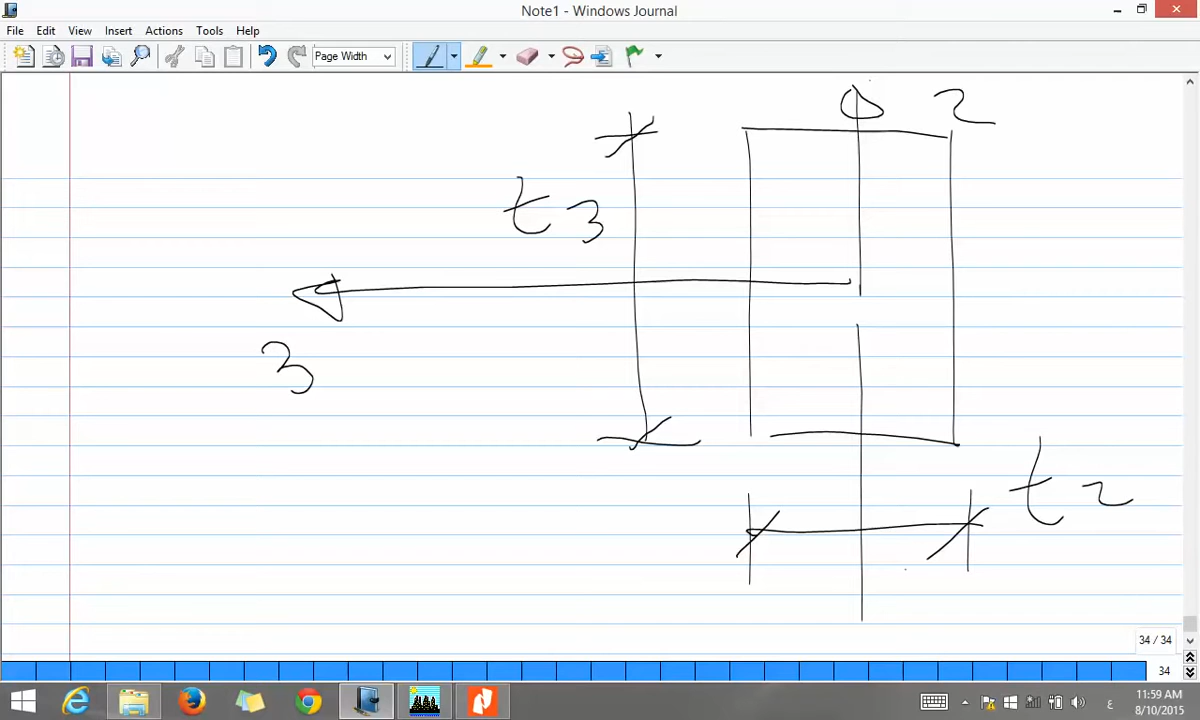 Note1 - Windows Journal
File Edit View Insert Actions Tools Help
Page Width
2
t3
3
t2
34 / 34
34
11:59 AM
ع
8/10/2015